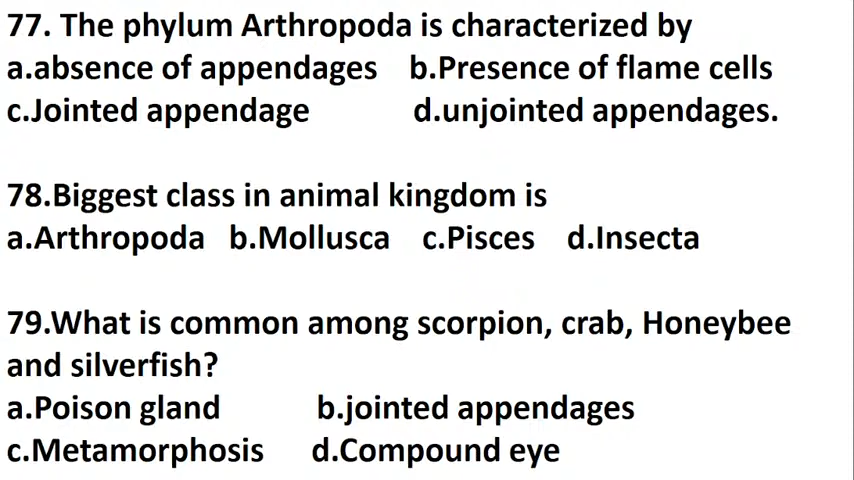 77. The phylum Arthropoda is characterized by
a.absence of appendages b.Presence of flame cells
c.Jointed appendage d.unjointed appendages.
78.Biggest class in animal kingdom is
a.Arthropoda b.Mollusca c.Pisces d.Insecta
79.What is common among scorpion, crab, Honeybee
and silverfish?
a.Poison gland b.jointed appendages
c.Metamorphosis d.Compound eye